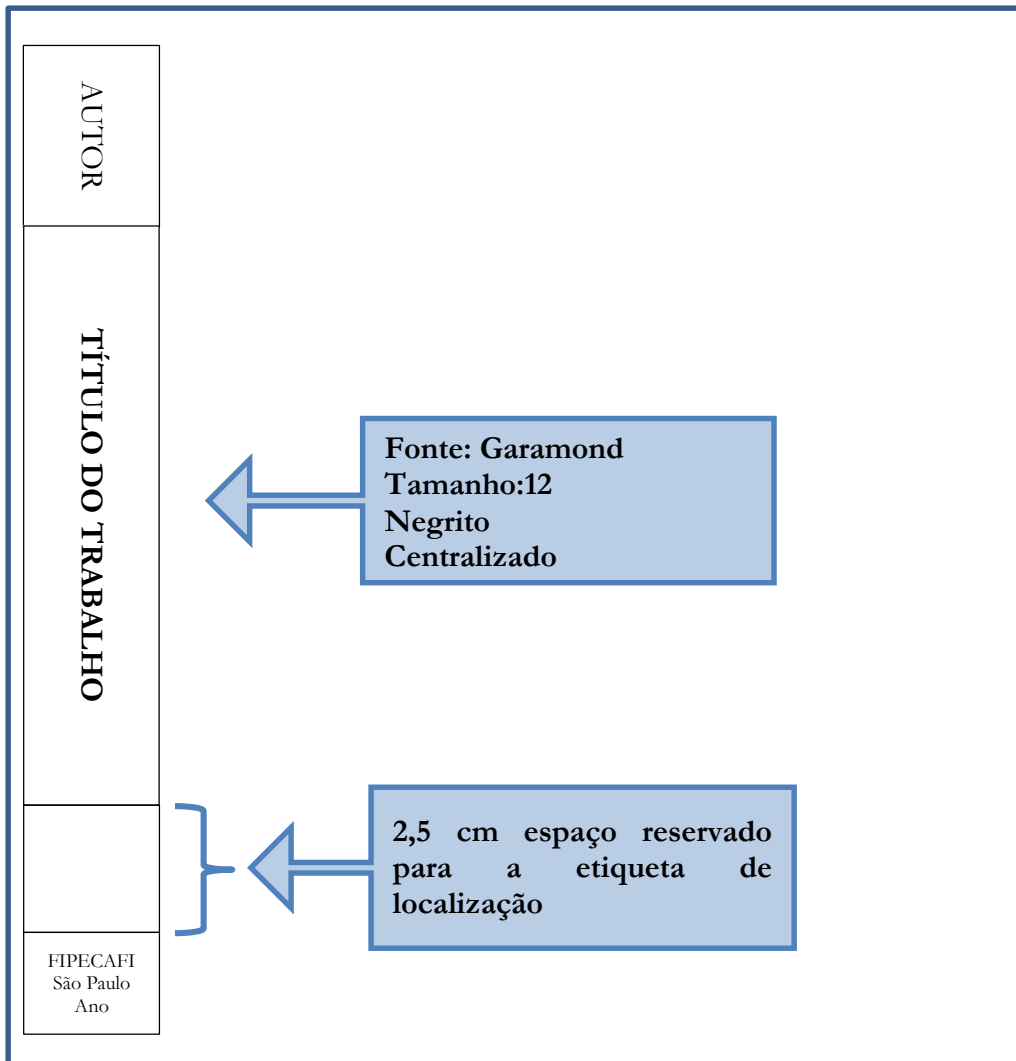 AUTOR
TÍTULO DO TRABALHO
Fonte: Garamond
Tamanho:12
Negrito
Centralizado
2,5 cm espaço reservado
para a etiqueta de
localização
FIPECAFI
São Paulo
Ano